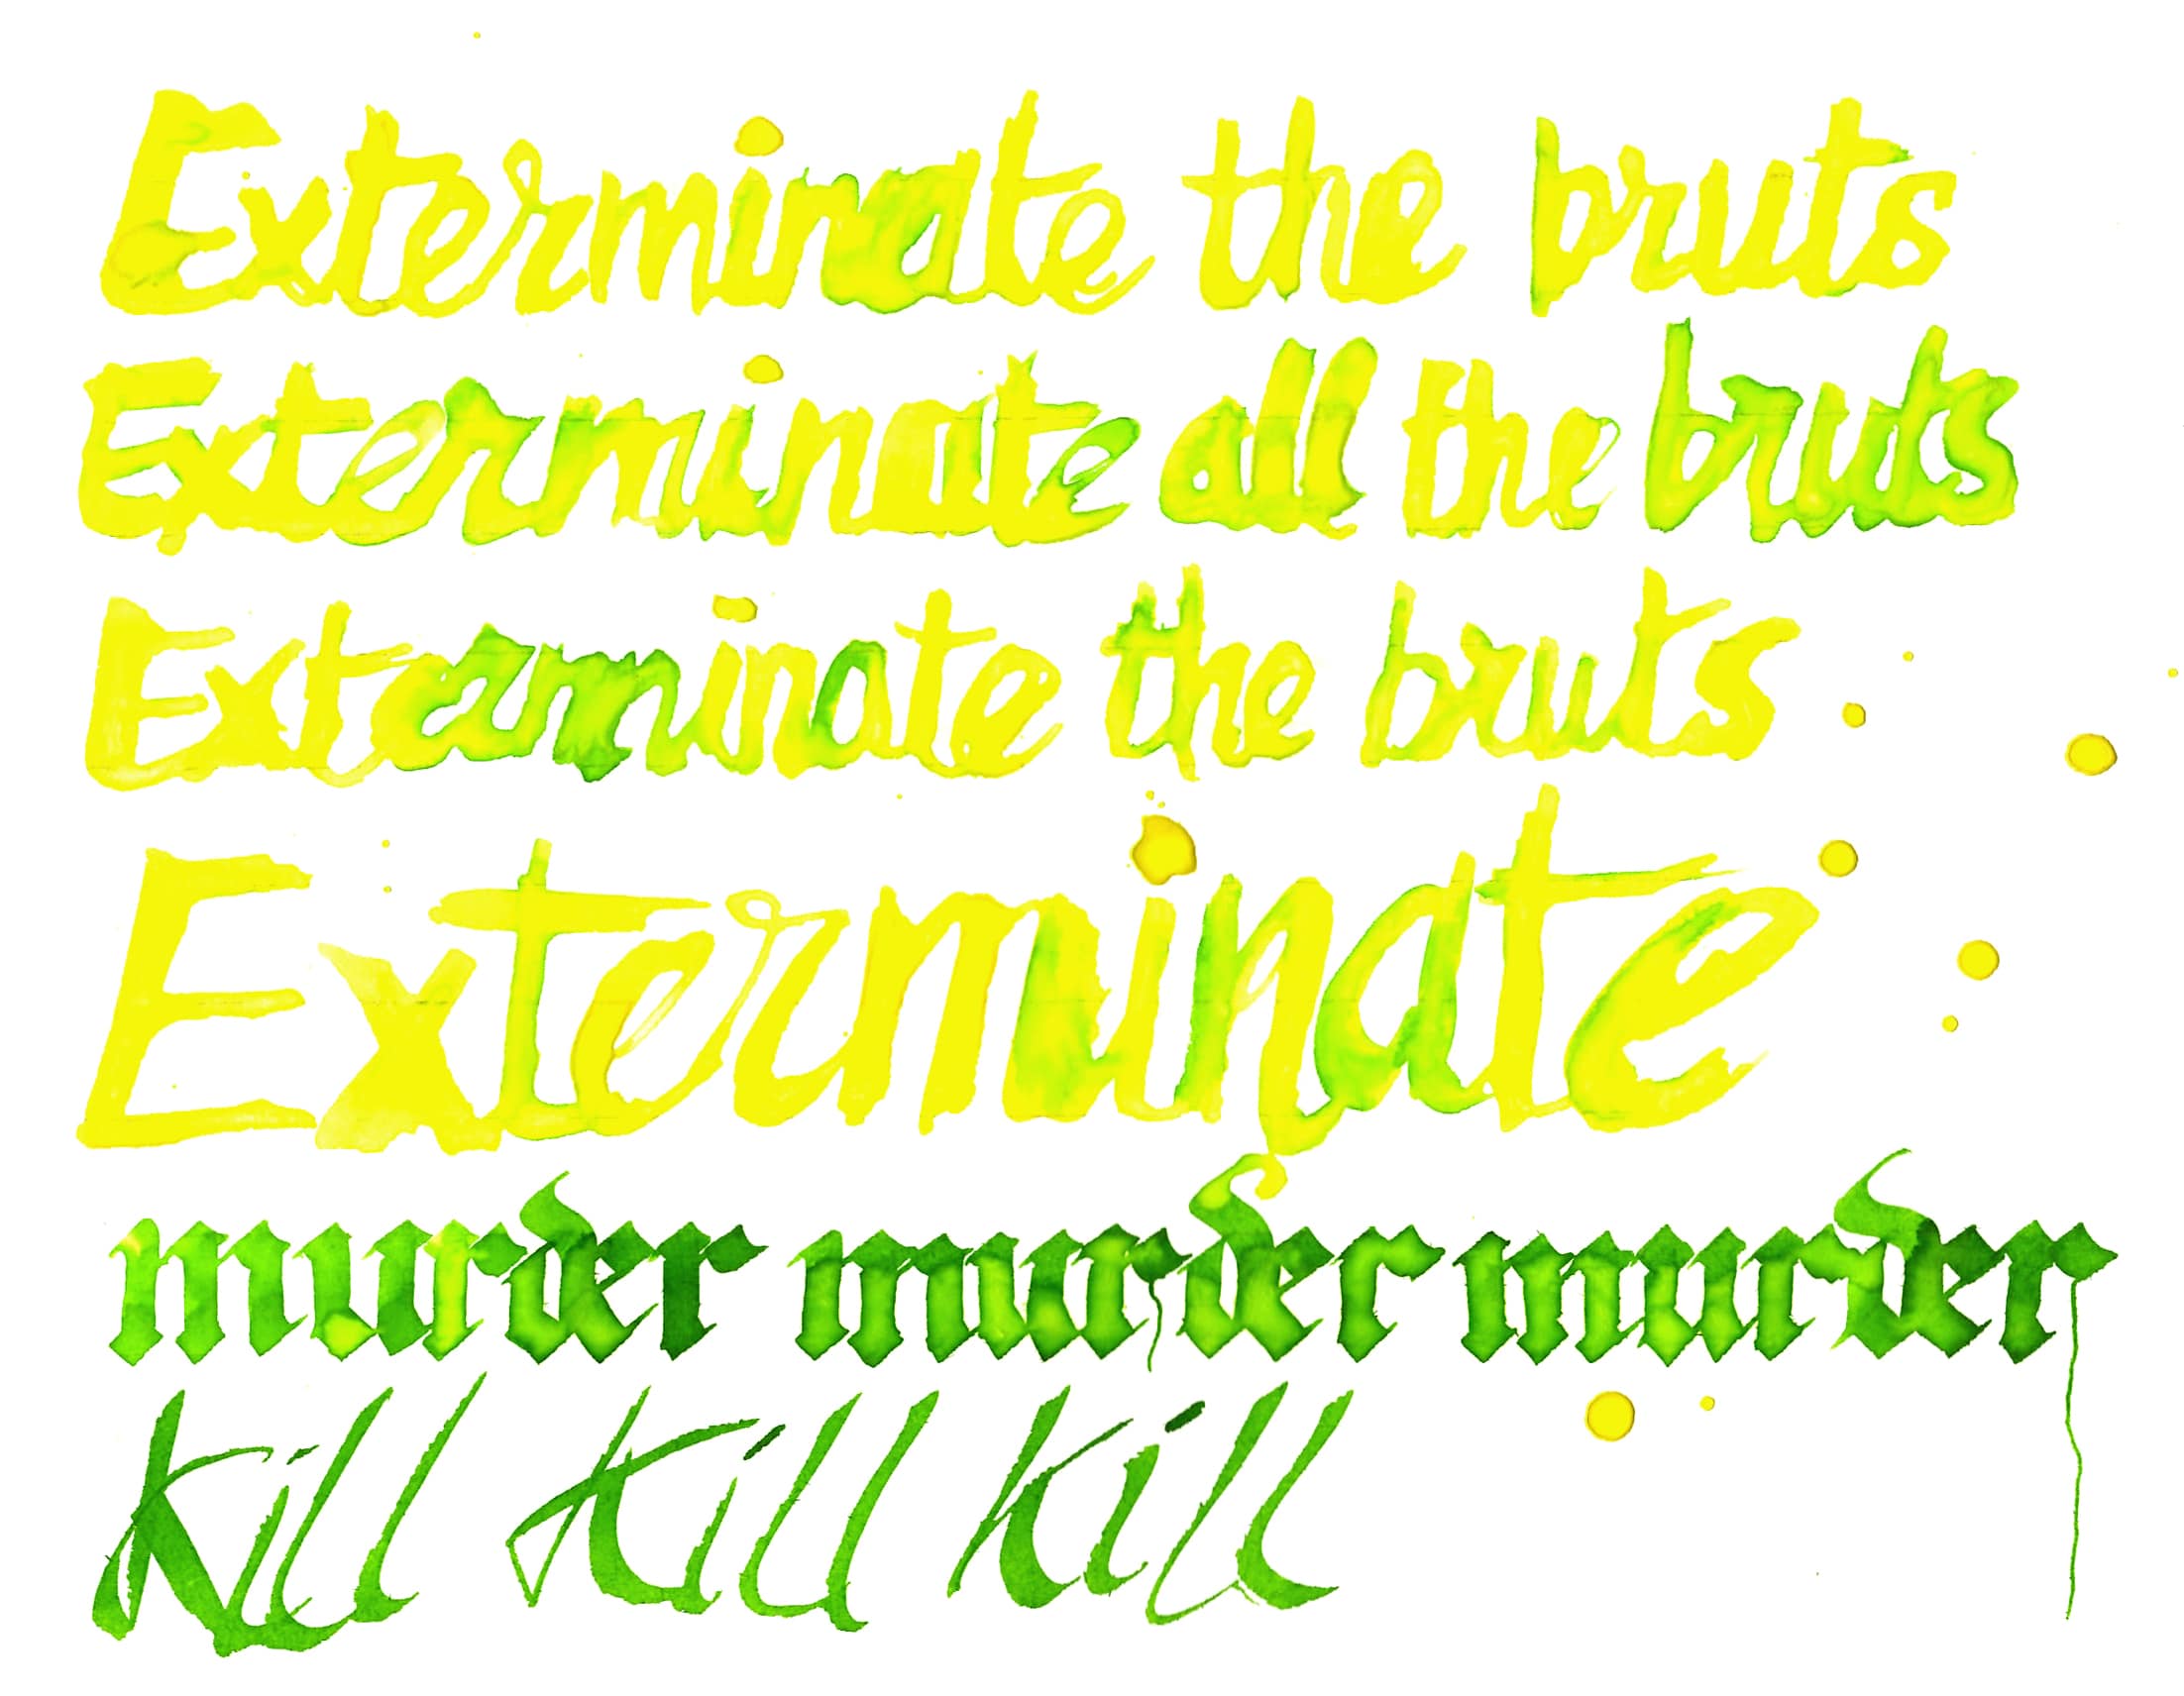 Exterminate the bruts
Exterminate all the bruts
Exterminate the bruts
Exterminate
murder murder murder
Kill Kill Kill